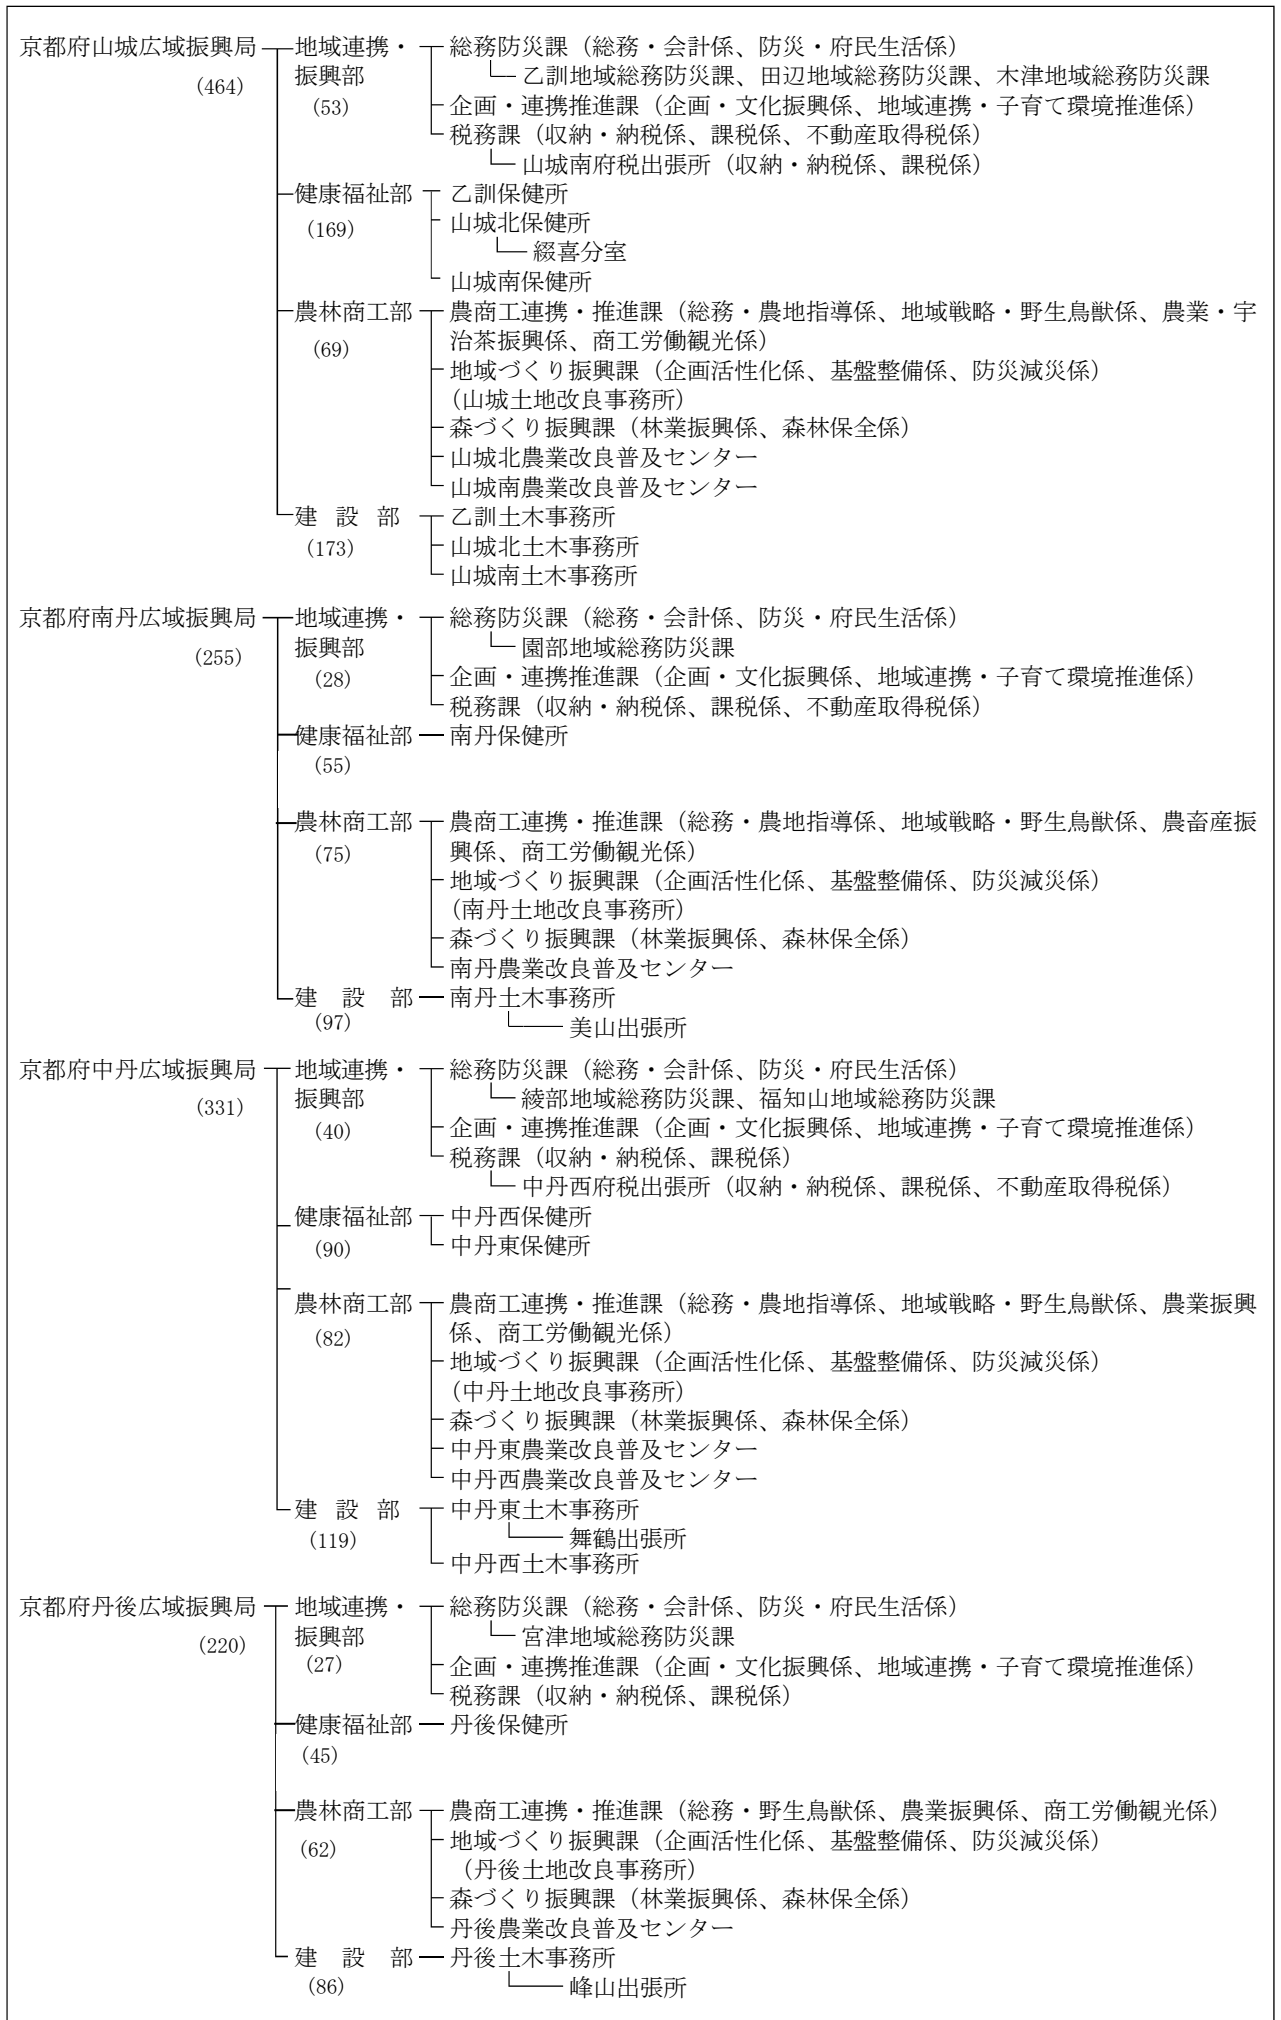 京都府山城広域振興局 地域連携・ 総務防災課（総務・会計係、防災・府民生活係）
(464) 振興部 乙訓地域総務防災課、田辺地域総務防災課、木津地域総務防災課
(53) 企画・連携推進課（企画・文化振興係、地域連携・子育て環境推進係）
税務課（収納・納税係、課税係、不動産取得税係）
山城南府税出張所（収納・納税係、課税係）
健康福祉部 乙訓保健所
(169) 山城北保健所
綴喜分室
山城南保健所
農林商工部 農商工連携・推進課（総務・農地指導係、地域戦略・野生鳥獣係、農業・宇
(69) 治茶振興係、商工労働観光係）
地域づくり振興課（企画活性化係、基盤整備係、防災減災係）
（山城土地改良事務所）
森づくり振興課（林業振興係、森林保全係）
山城北農業改良普及センター
山城南農業改良普及センター
建設部 乙訓土木事務所
(173) 山城北土木事務所
山城南土木事務所
京都府南丹広域振興局 地域連携・ 総務防災課（総務・会計係、防災・府民生活係）
(255) 振興部 園部地域総務防災課
(28) 企画・連携推進課（企画・文化振興係、地域連携・子育て環境推進係）
税務課（収納・納税係、課税係、不動産取得税係）
健康福祉部 南丹保健所
(55)
農林商工部 農商工連携・推進課（総務・農地指導係、地域戦略・野生鳥獣係、農畜産振
(75) 興係、商工労働観光係）
地域づくり振興課（企画活性化係、基盤整備係、防災減災係）
（南丹土地改良事務所）
森づくり振興課（林業振興係、森林保全係）
南丹農業改良普及センター
建設部 南丹土木事務所
(97) 美山出張所
京都府中丹広域振興局 地域連携・ 総務防災課（総務・会計係、防災・府民生活係）
(331) 振興部 綾部地域総務防災課、福知山地域総務防災課
(40) 企画・連携推進課（企画・文化振興係、地域連携・子育て環境推進係）
税務課（収納・納税係、課税係）
中丹西府税出張所（収納・納税係、課税係、不動産取得税係）
健康福祉部 中丹西保健所
(90) 中丹東保健所
農林商工部 農商工連携・推進課（総務・農地指導係、地域戦略・野生鳥獣係、農業振興
(82) 係、商工労働観光係）
地域づくり振興課（企画活性化係、基盤整備係、防災減災係）
（中丹土地改良事務所）
森づくり振興課（林業振興係、森林保全係）
中丹東農業改良普及センター
中丹西農業改良普及センター
建設部 中丹東土木事務所
(119) 舞鶴出張所
中丹西土木事務所
京都府丹後広域振興局 地域連携・ 総務防災課（総務・会計係、防災・府民生活係）
(220) 振興部 宮津地域総務防災課
(27) 企画・連携推進課（企画・文化振興係、地域連携・子育て環境推進係）
税務課（収納・納税係、課税係）
健康福祉部 丹後保健所
(45)
農林商工部 農商工連携・推進課（総務・野生鳥獣係、農業振興係、商工労働観光係）
(62) 地域づくり振興課（企画活性化係、基盤整備係、防災減災係）
（丹後土地改良事務所）
森づくり振興課（林業振興係、森林保全係）
丹後農業改良普及センター
建設部 丹後土木事務所
(86) 峰山出張所